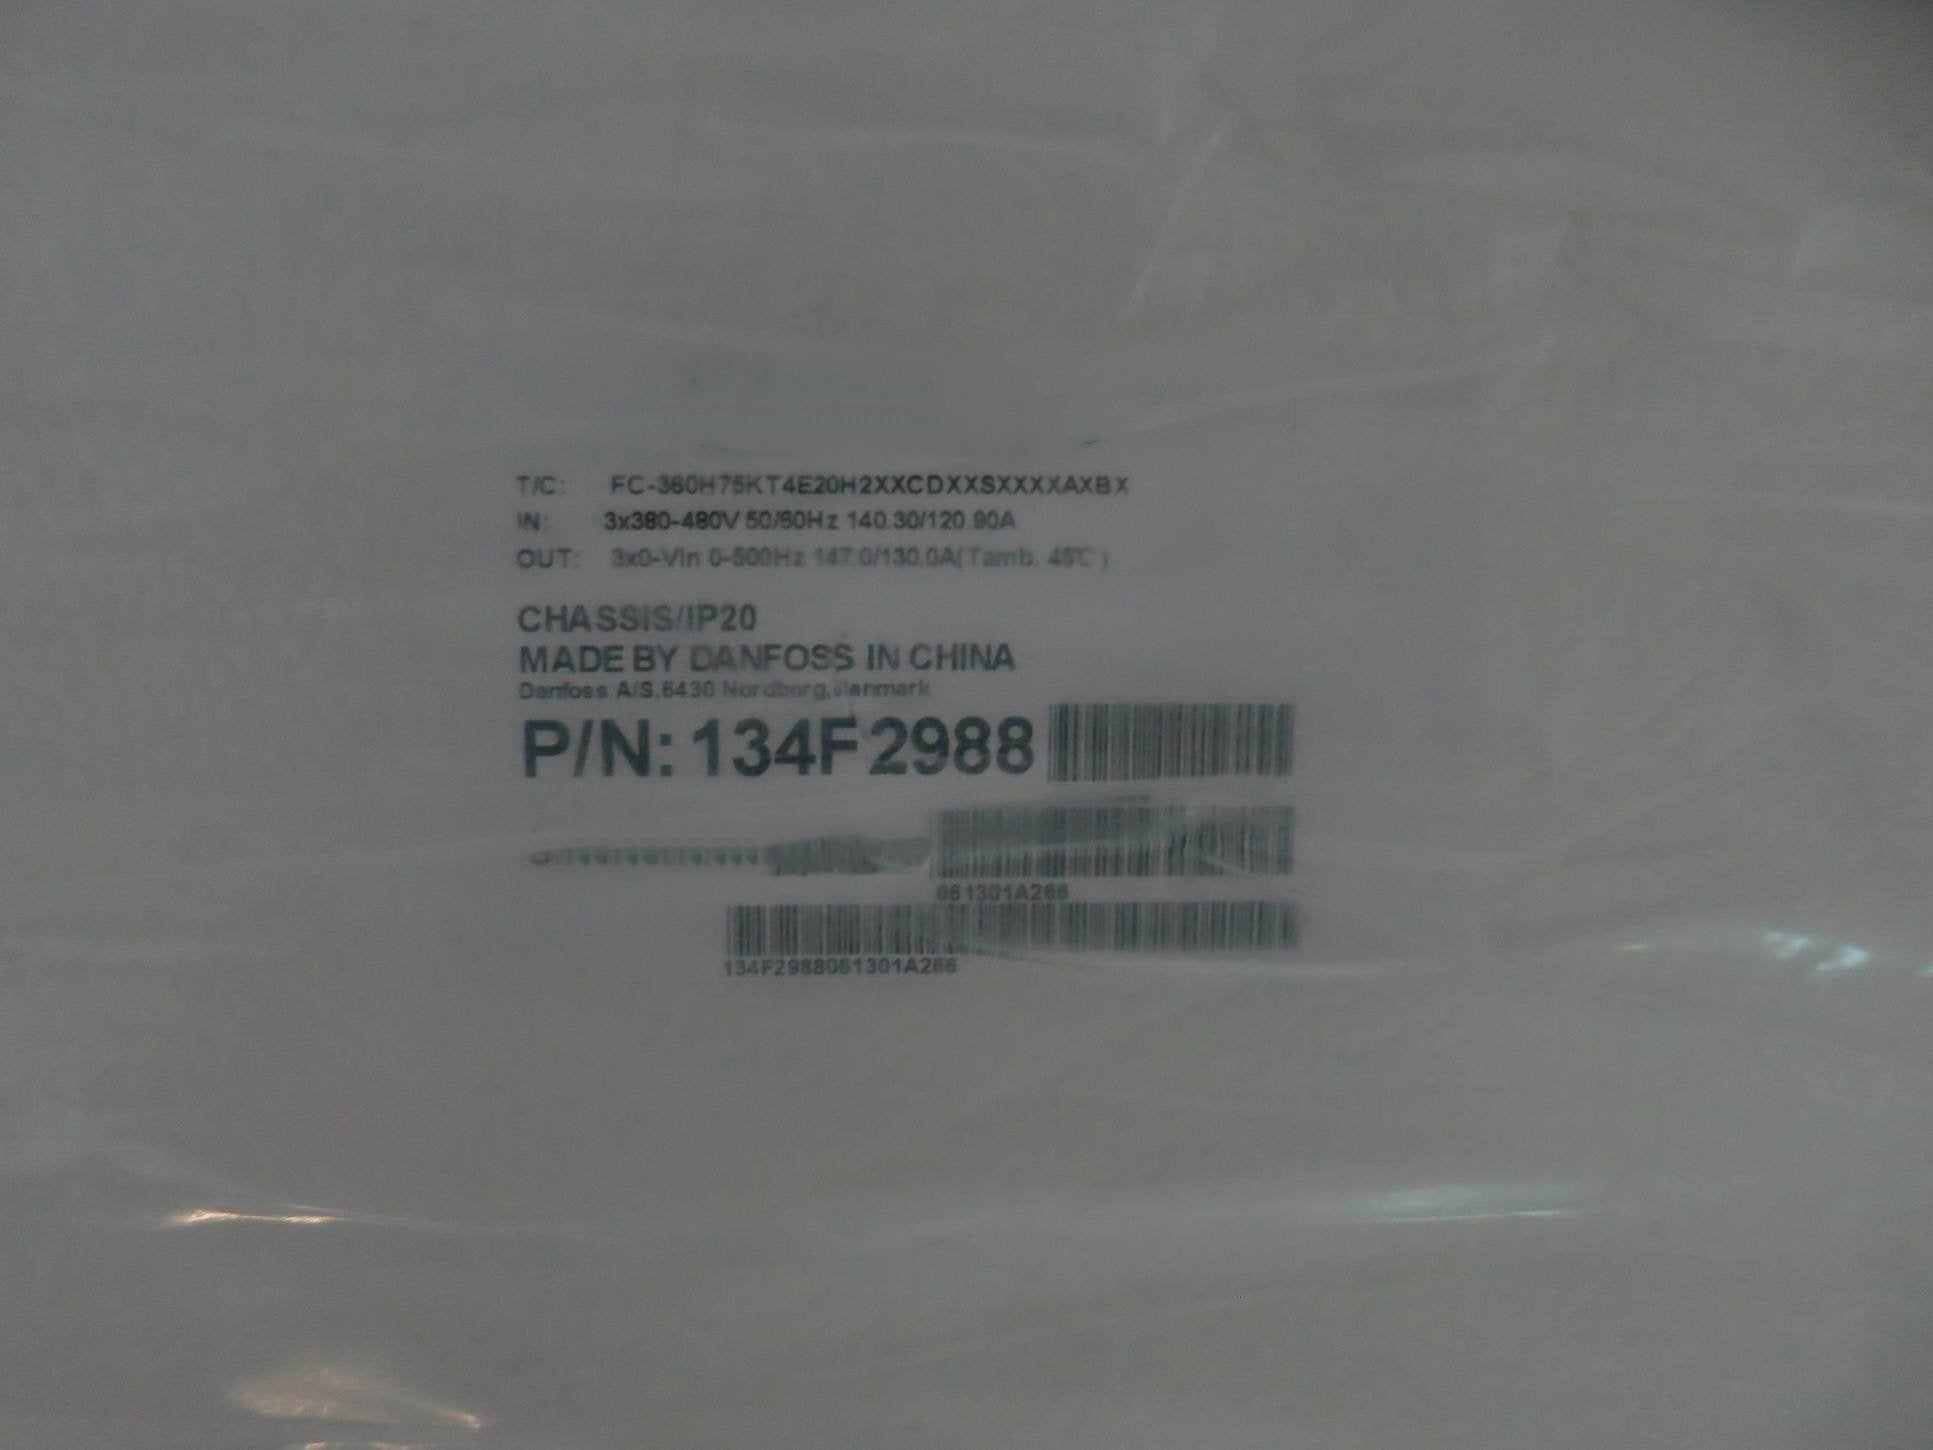 T/C: FC-360H75KT4E20H2XXCDXXSXXXXAXBX
IN: 3x380-480V 50/60Hz 140.30/120.90A
OUT: 3x0-Vin 0-500Hz 147.0/130.0A(Tamb. 45℃)
CHASSIS/IP20
MADE BY DANFOSS IN CHINA
Danfoss A/S,6430 Nordborg,Denmark
P/N: 134F2988
061301A266
134F2988061301A266